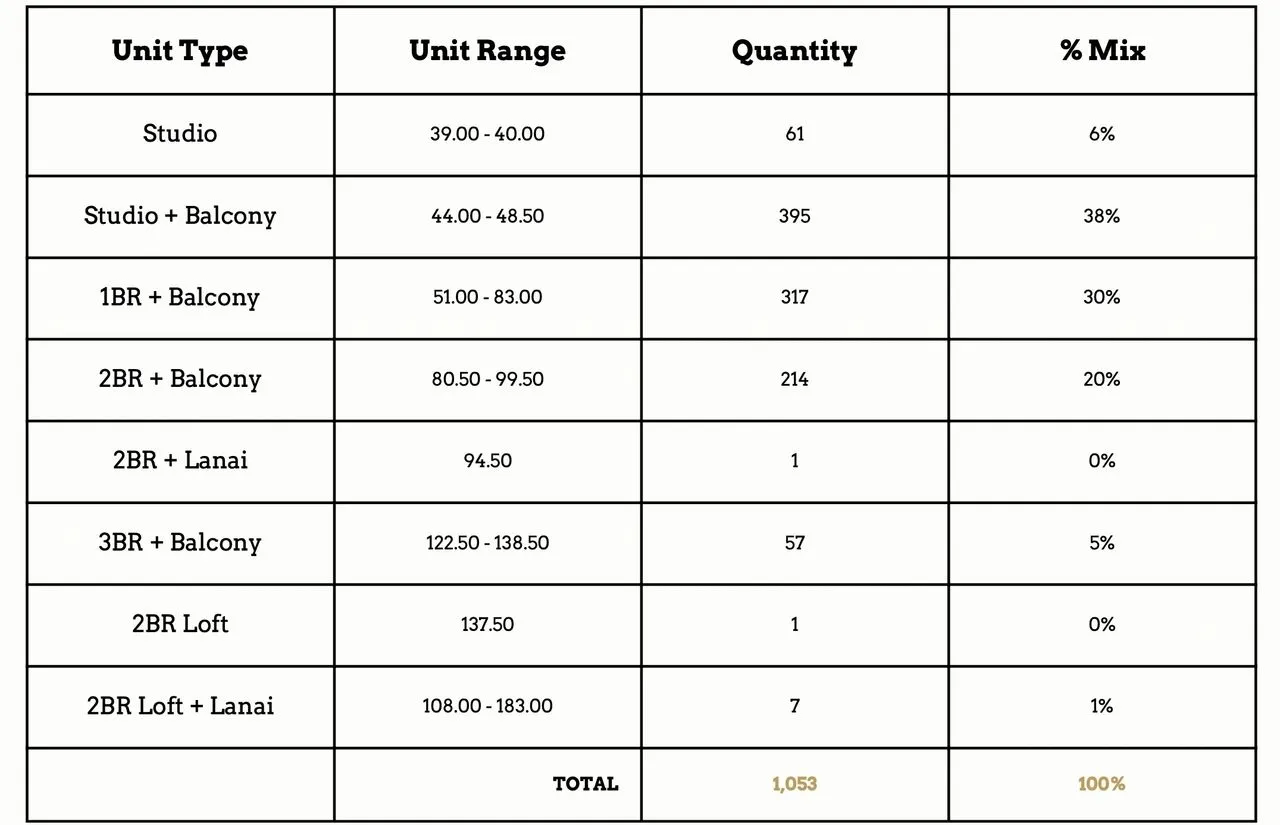 Unit Type Unit Range Quantity % Mix
Studio 39.00 - 40.00 61 6%
Studio + Balcony 44.00 - 48.50 395 38%
1BR + Balcony 51.00 - 83.00 317 30%
2BR + Balcony 80.50 - 99.50 214 20%
2BR + Lanai 94.50 1 0%
3BR + Balcony 122.50 - 138.50 57 5%
2BR Loft 137.50 1 0%
2BR Loft + Lanai 108.00 - 183.00 7 1%
TOTAL 1,053 100%